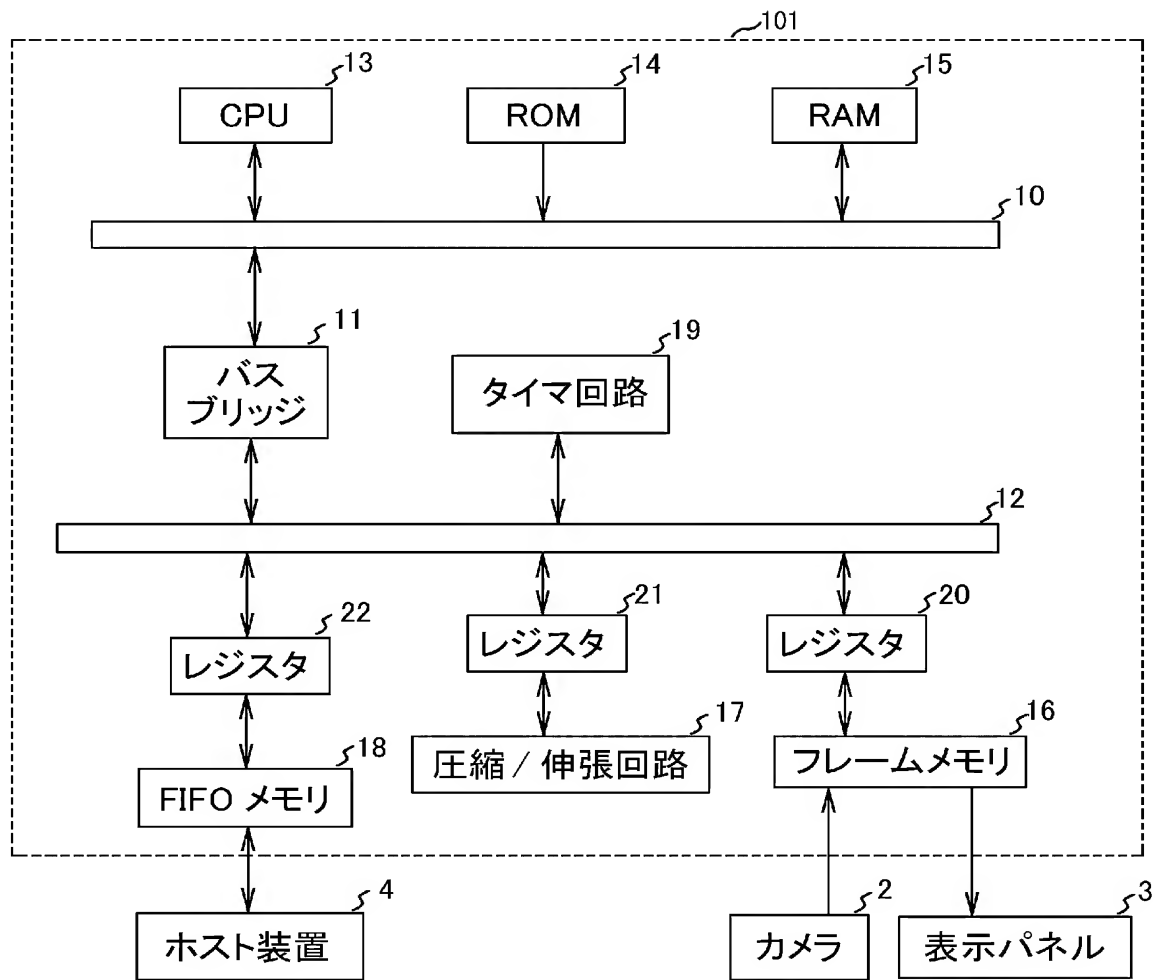 101
13
14
15
CPU
ROM
RAM
10
11
19
バス
ブリッジ
タイマ回路
12
22
21
20
レジスタ
レジスタ
レジスタ
18
17
16
FIFO メモリ
圧縮 / 伸張回路
フレームメモリ
4
2
3
ホスト装置
カメラ
表示パネル